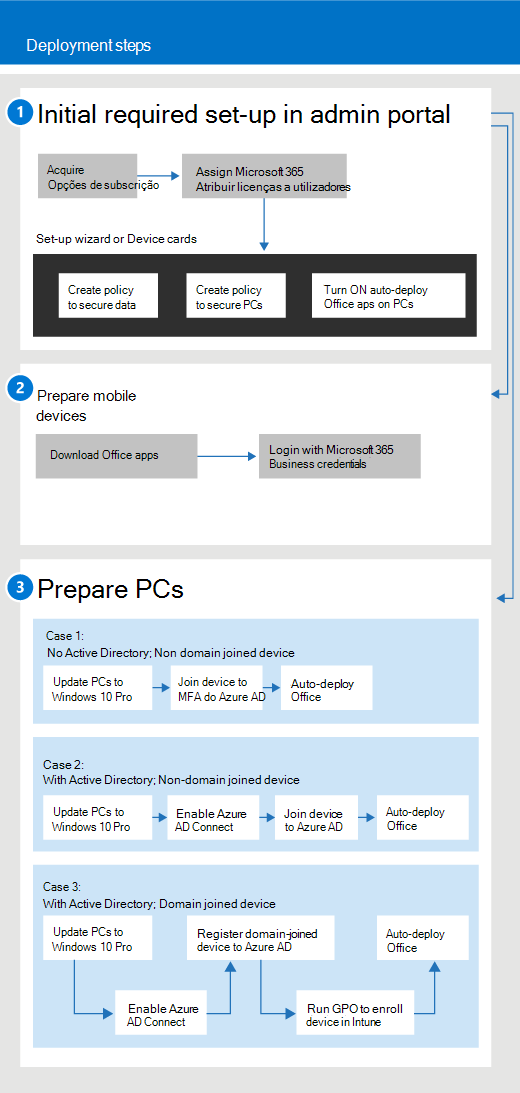 Deployment steps
1
Initial required set-up in admin portal
Acquire
Opções de subscrição
Assign Microsoft 365
Atribuir licenças a utilizadores
Set-up wizard or Device cards
Create policy
to secure data
Create policy
to secure PCs
Turn ON auto-deploy
Office aps on PCs
2
Prepare mobile
devices
Download Office apps
Login with Microsoft 365
Business credentials
3
Prepare PCs
Case 1:
No Active Directory; Non domain joined device
Update PCs to
Windows 10 Pro
Join device to
MFA do Azure AD
Auto-deploy
Office
Case 2:
With Active Directory; Non-domain joined device
Update PCs to
Windows 10 Pro
Enable Azure
AD Connect
Join device
to Azure AD
Auto-deploy
Office
Case 3:
With Active Directory; Domain joined device
Update PCs to
Windows 10 Pro
Enable Azure
AD Connect
Register domain-joined
device to Azure AD
Run GPO to enroll
device in Intune
Auto-deploy
Office